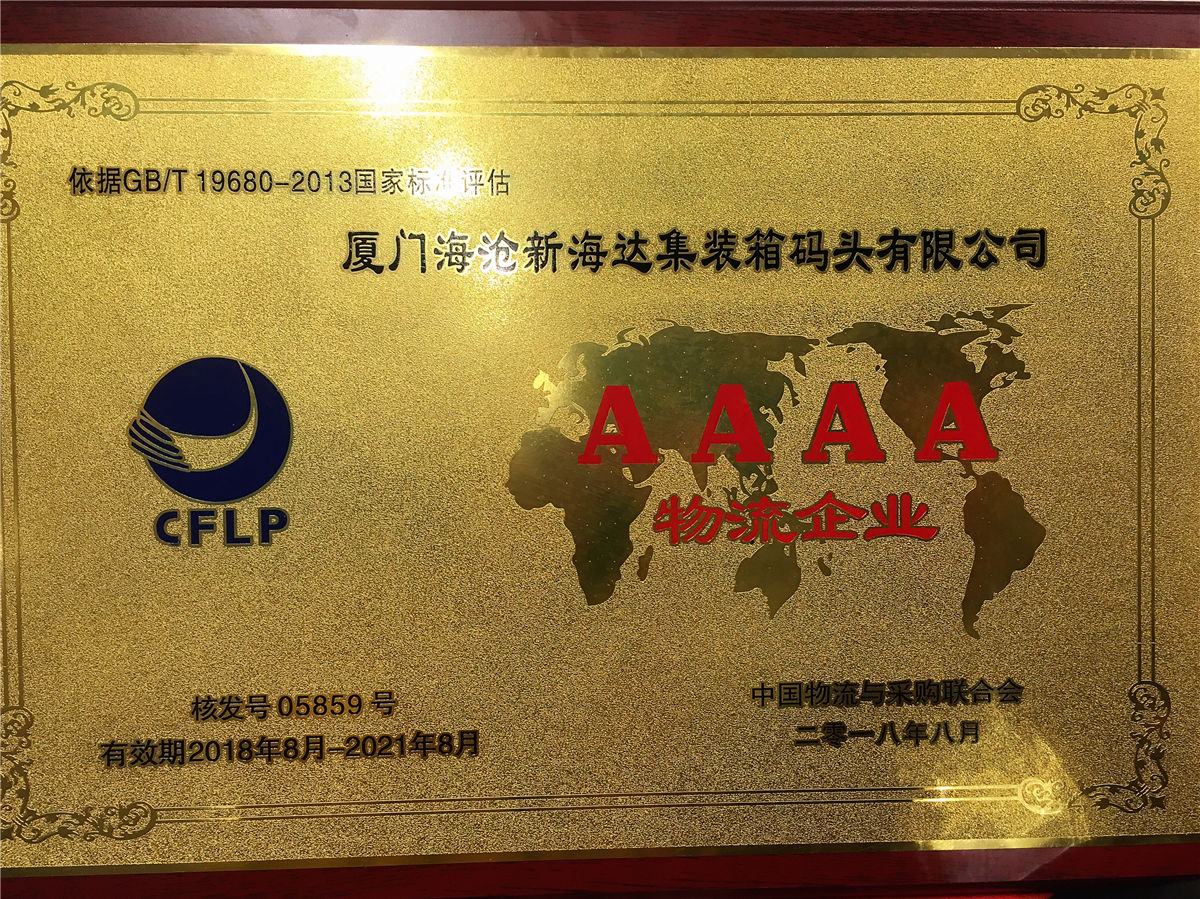 依据GB/T 19680-2013国家标准评估
厦门海沧新海达集装箱码头有限公司
AAAA
物流企业
CFLP
核发号05859号
有效期2018年8月-2021年8月
中国物流与采购联合会
二零一八年八月